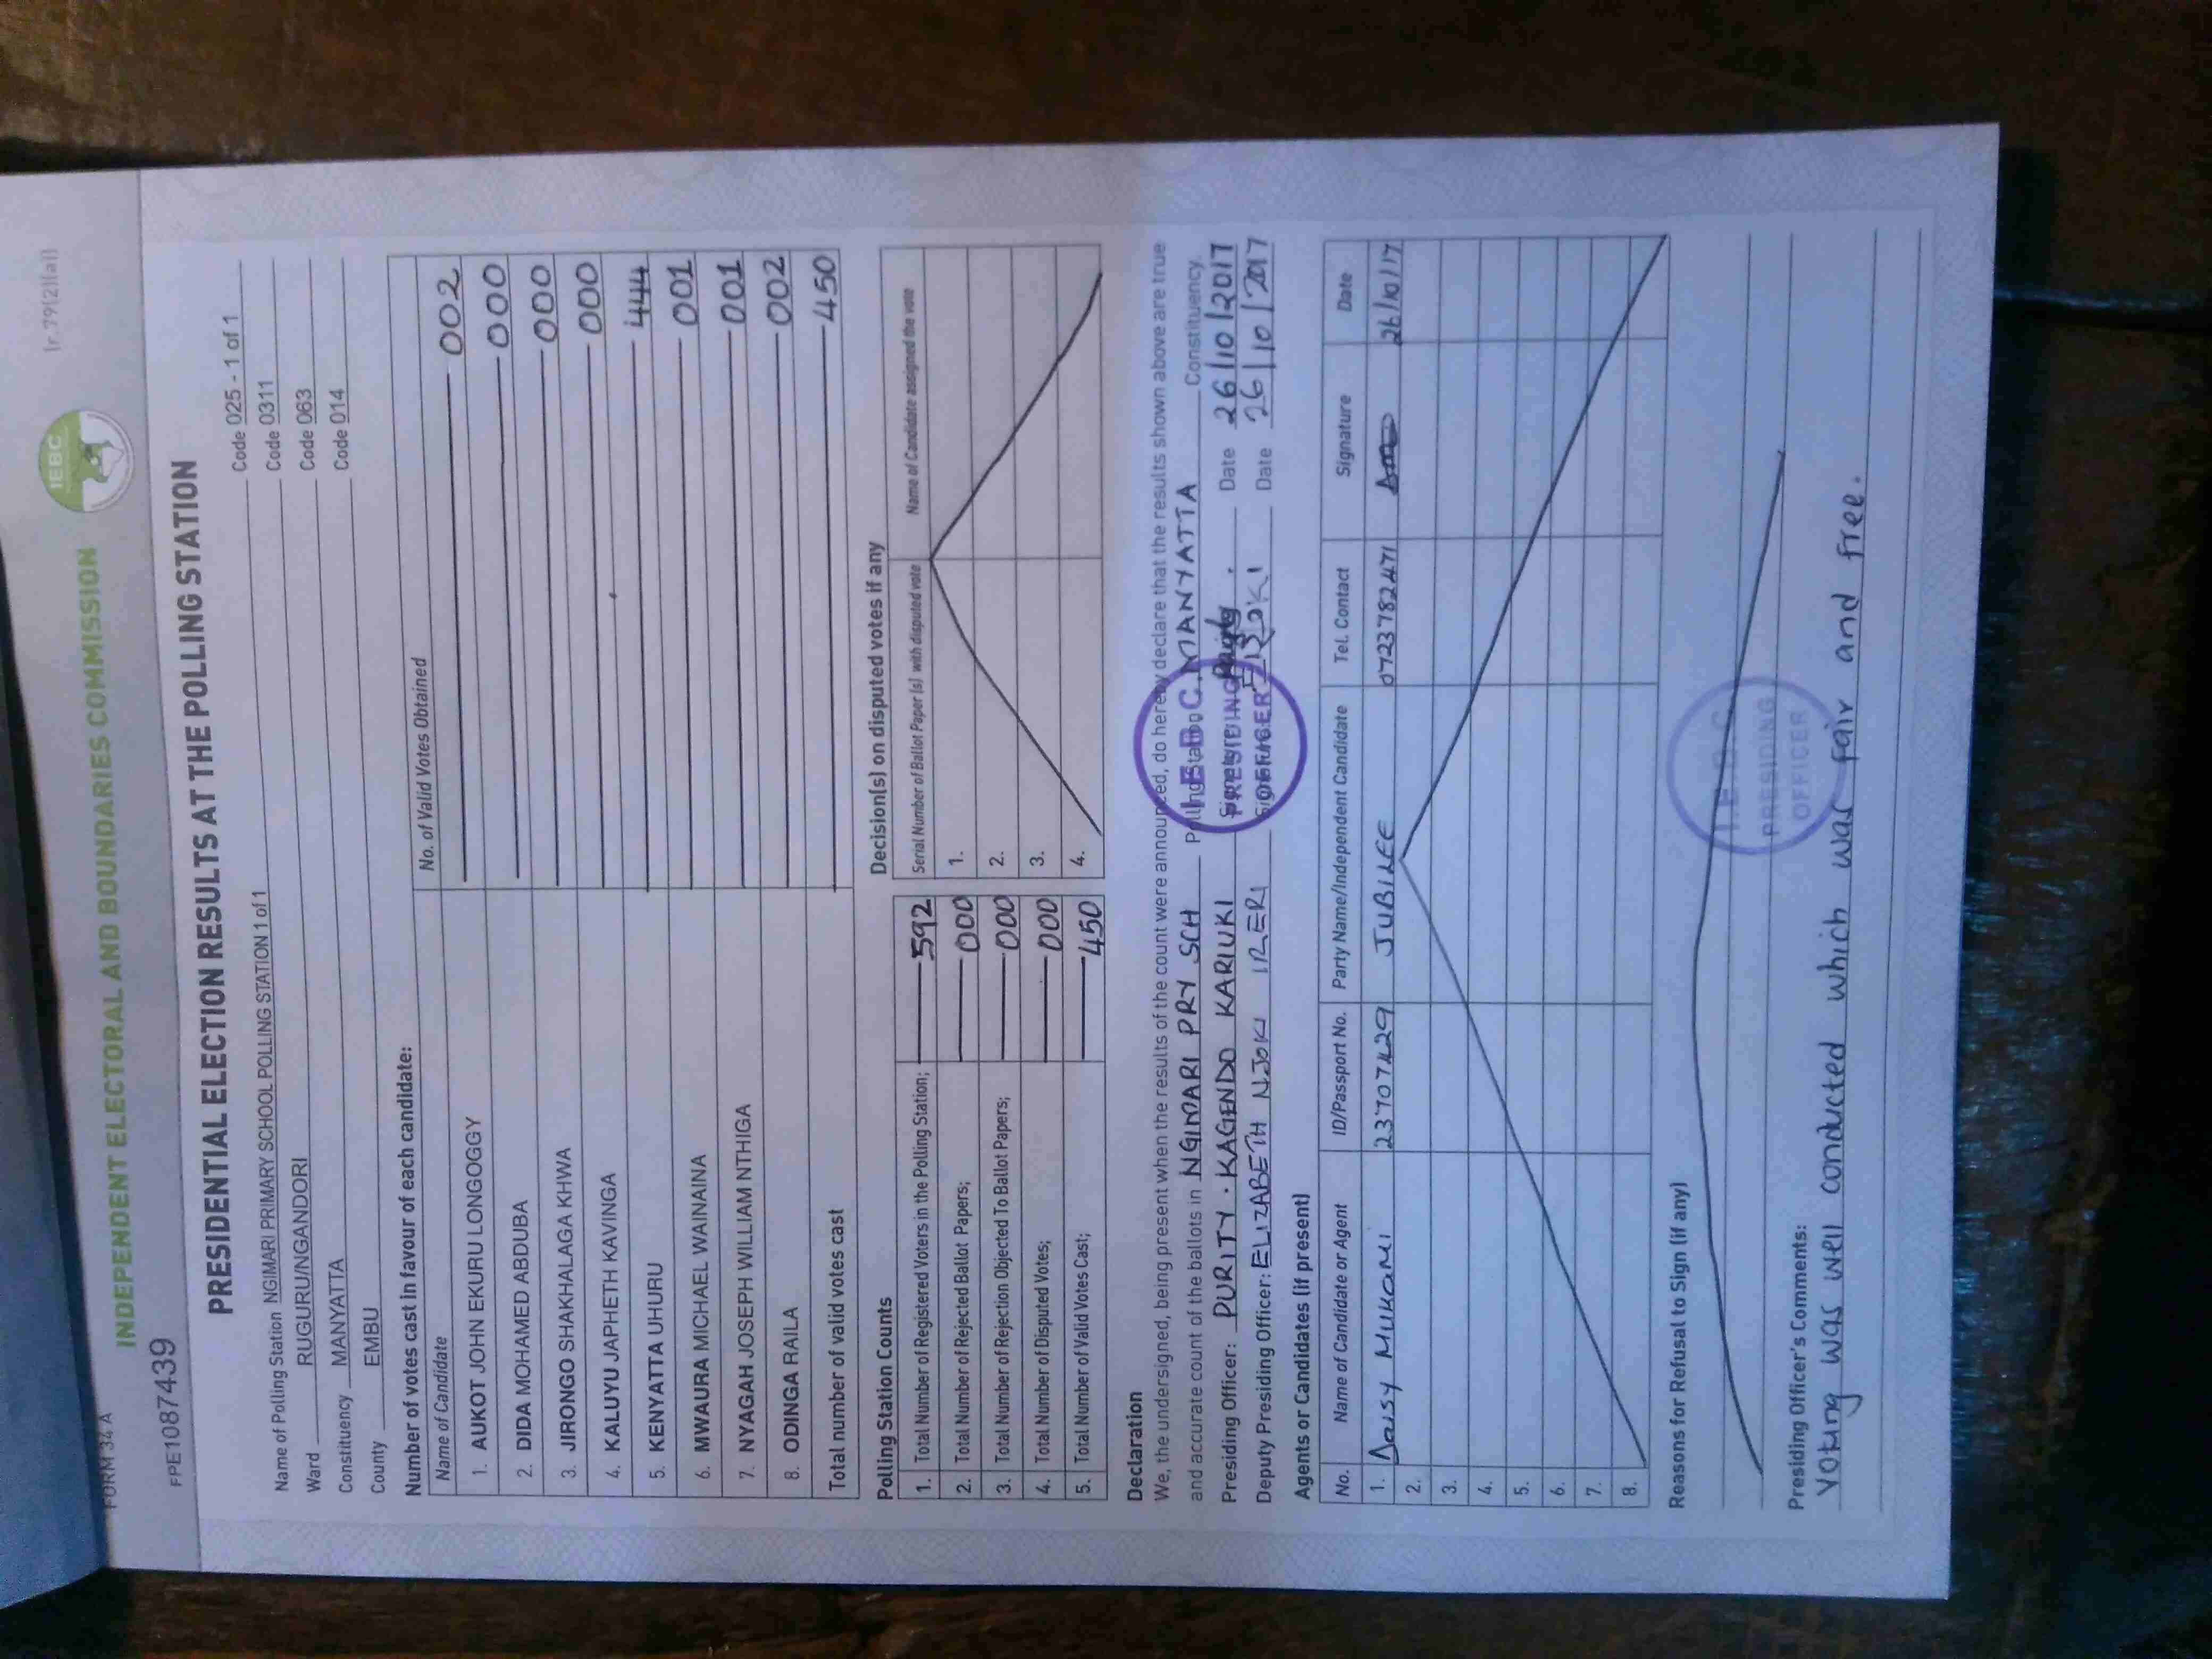 FORM 34 A
[r.79(2)(a)]
INDEPENDENT ELECTORAL AND BOUNDARIES COMMISSION
IEBC
FPE1087439
PRESIDENTIAL ELECTION RESULTS AT THE POLLING STATION
Name of Polling Station NGIMARI PRIMARY SCHOOL POLLING STATION 1 of 1 Code 025 - 1 of 1
Ward RUGURU/NGANDORI Code 0311
Constituency MANYATTA Code 063
County EMBU Code 014
Number of votes cast in favour of each candidate:
Name of Candidate No. of Valid Votes Obtained
1. AUKOT JOHN EKURU LONGOGGY 002
2. DIDA MOHAMED ABDUBA 000
3. JIRONGO SHAKHALAGA KHWA 000
4. KALUYU JAPHETH KAVINGA 000
5. KENYATTA UHURU 444
6. MWAURA MICHAEL WAINAINA 001
7. NYAGAH JOSEPH WILLIAM NTHIGA 001
8. ODINGA RAILA 002
Total number of valid votes cast 450
Polling Station Counts
1. Total Number of Registered Voters in the Polling Station; 592
2. Total Number of Rejected Ballot Papers; 000
3. Total Number of Rejection Objected To Ballot Papers; 000
4. Total Number of Disputed Votes; 000
5. Total Number of Valid Votes Cast; 450
Decision(s) on disputed votes if any
Serial Number of Ballot Paper (s) with disputed vote Name of Candidate assigned the vote
1.
2.
3.
4.
Declaration
We, the undersigned, being present when the results of the count were announced, do hereby declare that the results shown above are true
and accurate count of the ballots in NGIMARI PRY SCH Polling Station MANYATTA Constituency.
Presiding Officer: PURITY. KAGENDO KARIUKI Date 26/10/2017
Deputy Presiding Officer: ELIZABETH NJOKI IRERI Date 26/10/2017
I.E.B.C.
PRESIDING
OFFICER
Agents or Candidates (if present)
No. Name of Candidate or Agent ID/Passport No. Party Name/Independent Candidate Tel. Contact Signature Date
1. Daisy MUKAMI 23707429 JUBILEE 0723782471 26/10/17
2.
3.
4.
5.
6.
7.
8.
Reasons for Refusal to Sign (if any)
I.E.B.C
PRESIDING
OFFICER
Presiding Officer's Comments:
Voting was well conducted which was fair and free.